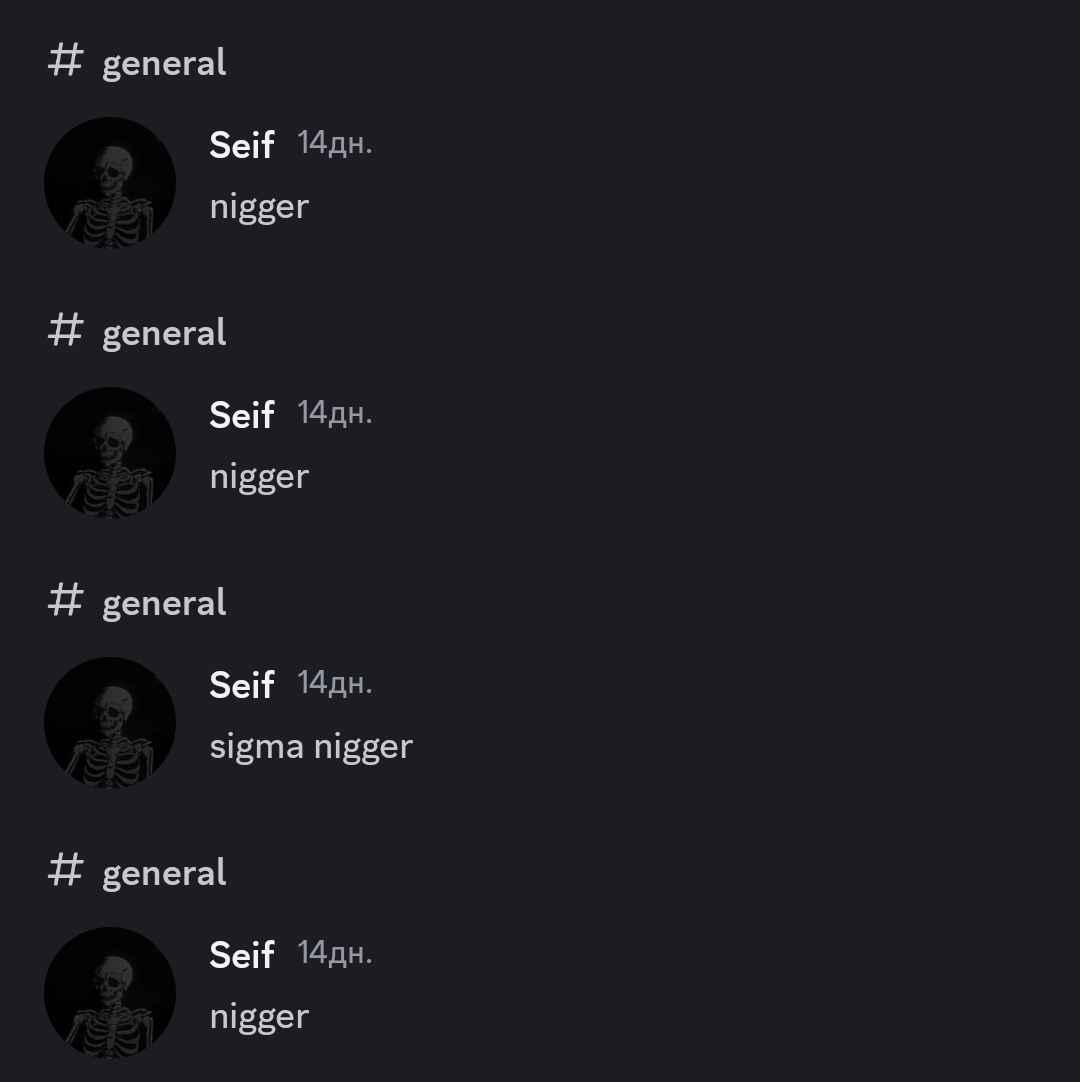 # general
Seif 14дн.
nigger
# general
Seif 14дн.
nigger
# general
Seif 14дн.
sigma nigger
# general
Seif 14дн.
nigger